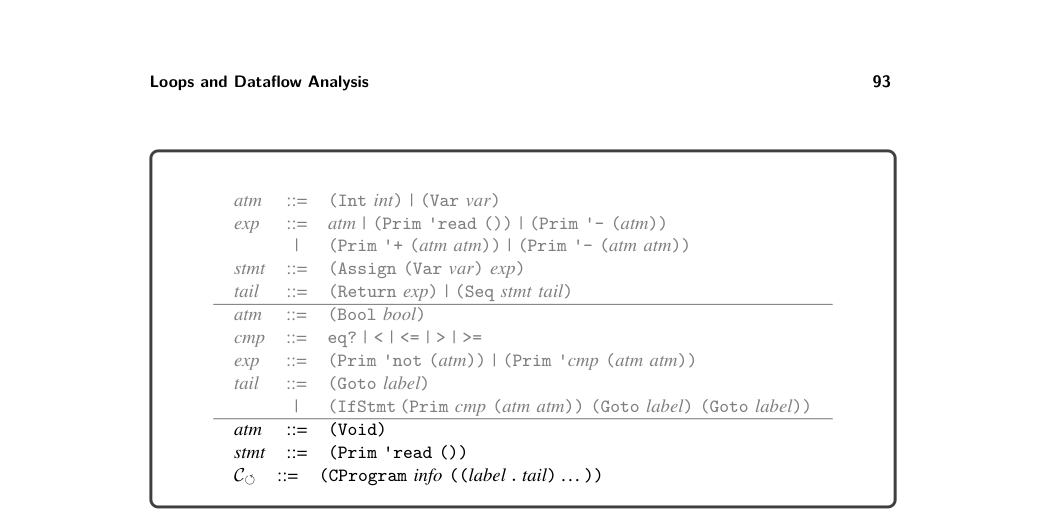 Loops and Dataflow Analysis 93
atm ::= (Int int) | (Var var)
exp ::= atm | (Prim 'read ()) | (Prim '- (atm))
| (Prim '+ (atm atm)) | (Prim '- (atm atm))
stmt ::= (Assign (Var var) exp)
tail ::= (Return exp) | (Seq stmt tail)
atm ::= (Bool bool)
cmp ::= eq? | < | <= | > | >=
exp ::= (Prim 'not (atm)) | (Prim 'cmp (atm atm))
tail ::= (Goto label)
| (IfStmt (Prim cmp (atm atm)) (Goto label) (Goto label))
atm ::= (Void)
stmt ::= (Prim 'read ())
C↺ ::= (CProgram info ((label . tail) ... ))